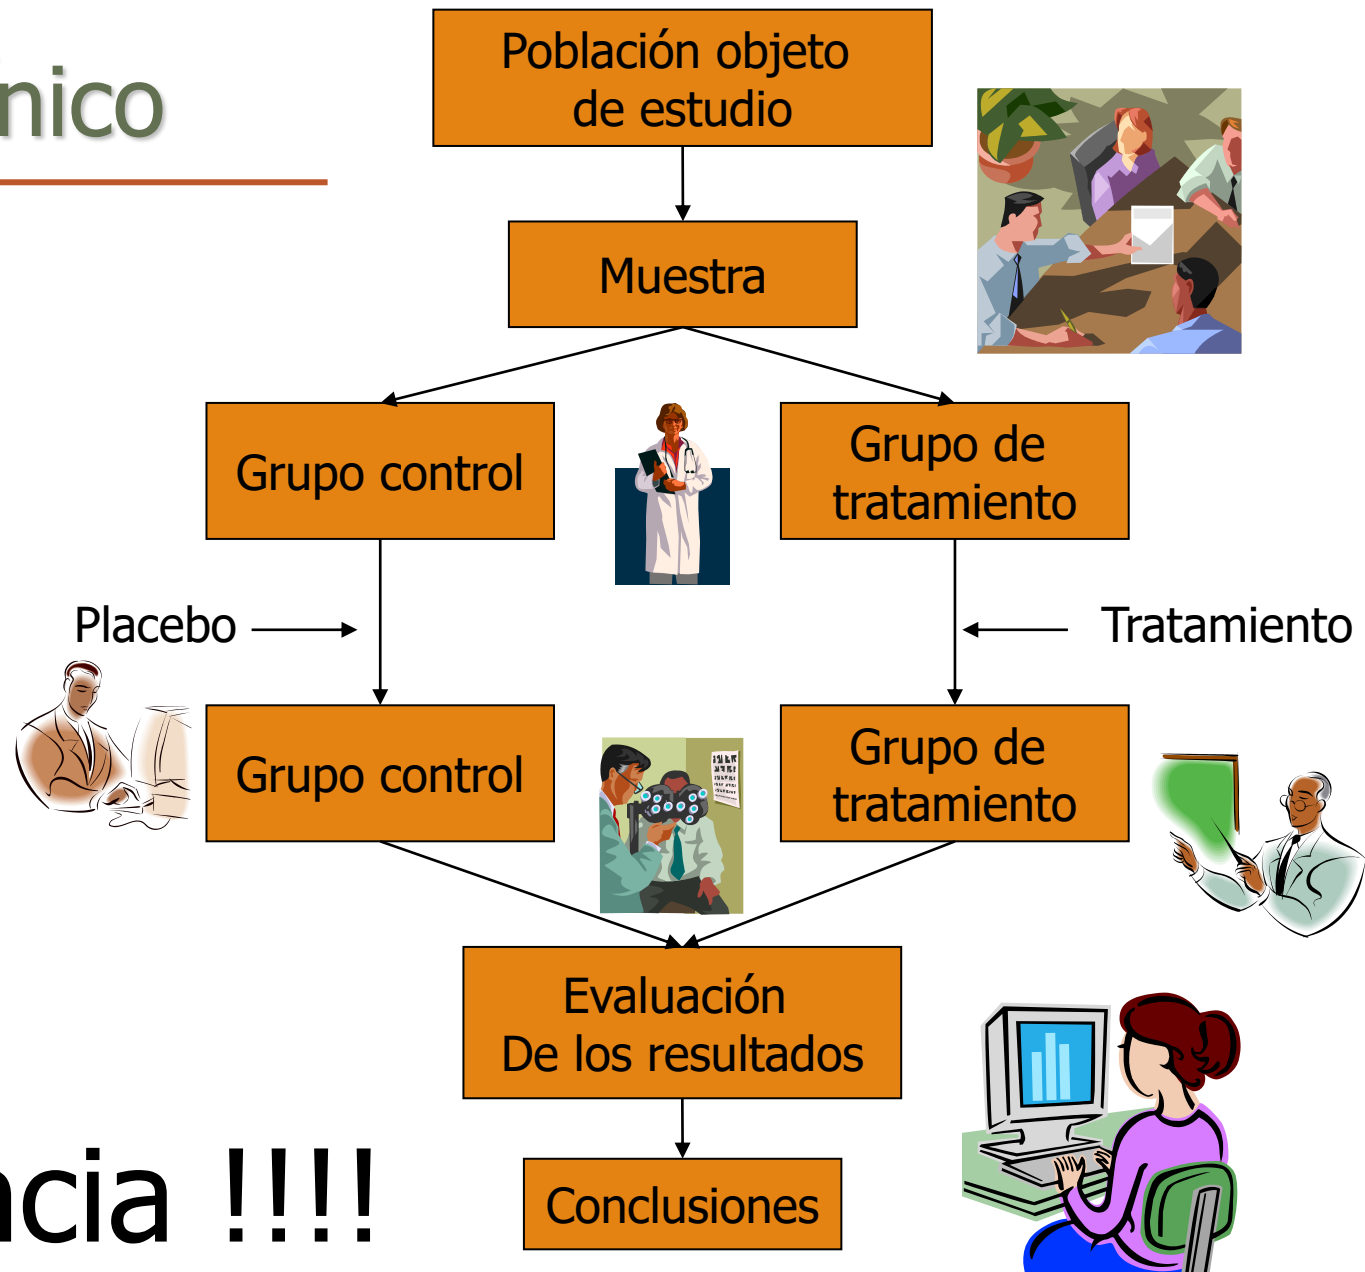 nico
Población objeto
de estudio
Muestra
Grupo control
Grupo de
tratamiento
Placebo
Tratamiento
Grupo control
Grupo de
tratamiento
Evaluación
De los resultados
ncia !!!!
Conclusiones